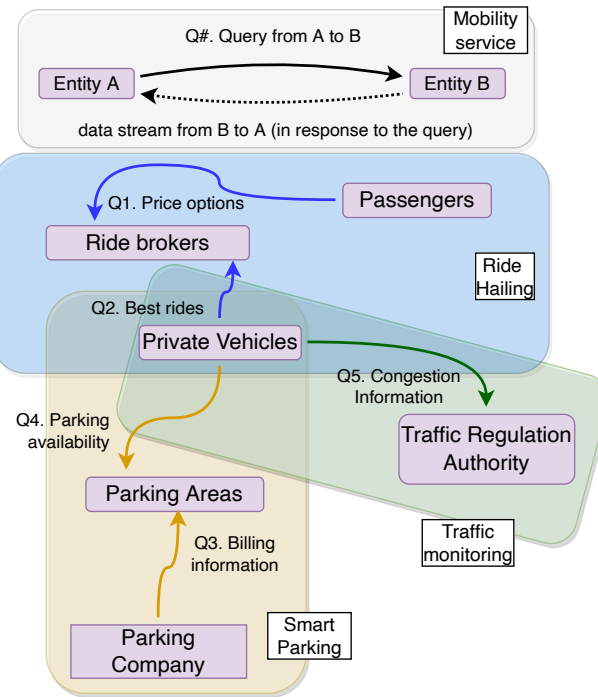 Mobility
service
Q#. Query from A to B
Entity A
Entity B
data stream from B to A (in response to the query)
Passengers
Q1. Price options
Ride brokers
Ride
Hailing
Q2. Best rides
Private Vehicles
Q5. Congestion
Information
Q4. Parking
availability
Traffic Regulation
Authority
Parking Areas
Traffic
monitoring
Q3. Billing
information
Smart
Parking
Parking
Company